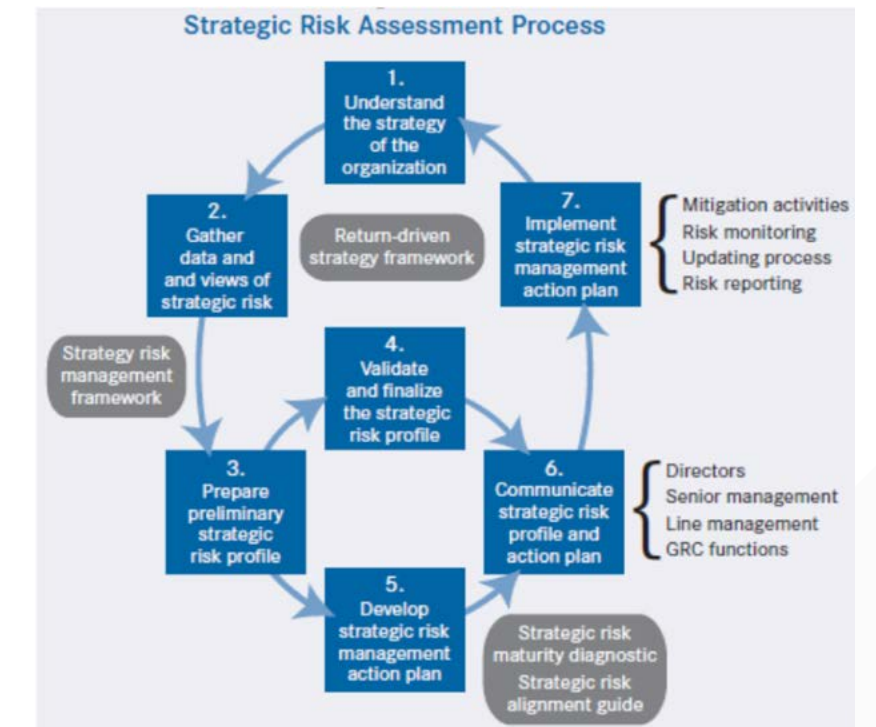 Strategic Risk Assessment Process
1.
Understand
the strategy
of the
organization
2.
Gather
data and
and views of
strategic risk
Return-driven
strategy framework
7.
Implement
strategic risk
management
action plan
Mitigation activities
Risk monitoring
Updating process
Risk reporting
Strategy risk
management
framework
4.
Validate
and finalize
the strategic
risk profile
3.
Prepare
preliminary
strategic
risk profile
6.
Communicate
strategic risk
profile and
action plan
Directors
Senior management
Line management
GRC functions
5.
Develop
strategic risk
management
action plan
Strategic risk
maturity diagnostic
Strategic risk
alignment guide